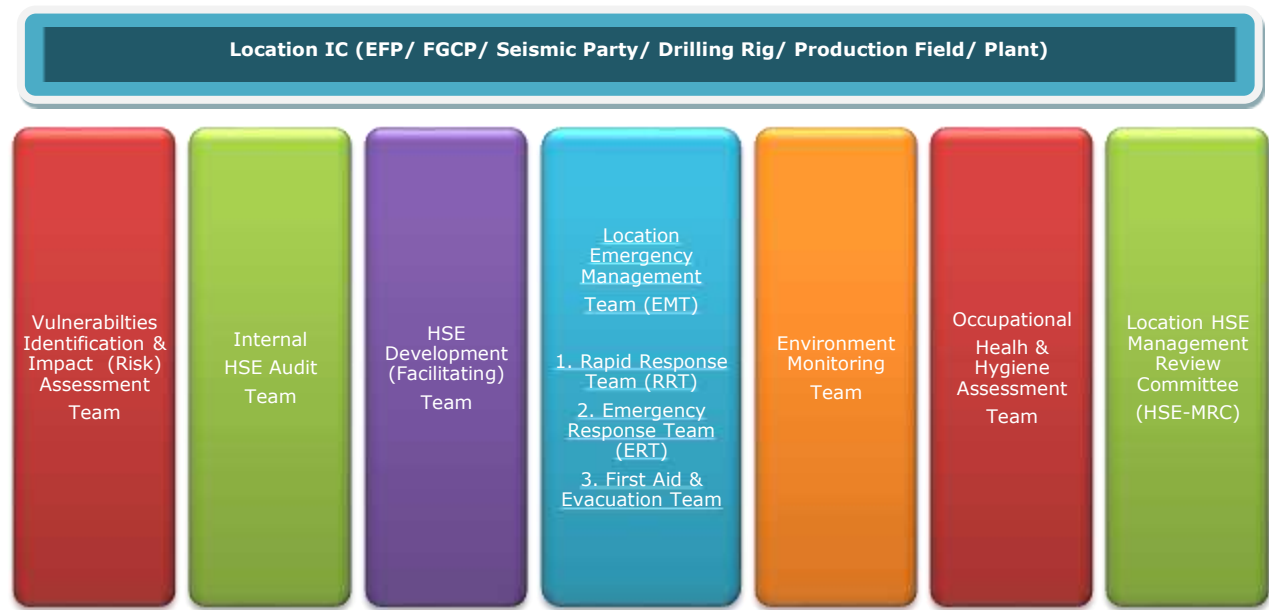 Location IC (EFP/ FGCP/ Seismic Party/ Drilling Rig/ Production Field/ Plant)
Vulnerabilties
Identification &
Impact (Risk)
Assessment
Team
Internal
HSE Audit
Team
HSE
Development
(Facilitating)
Team
Location
Emergency
Management
Team (EMT)
1. Rapid Response
Team (RRT)
2. Emergency
Response Team
(ERT)
3. First Aid &
Evacuation Team
Environment
Monitoring
Team
Occupational
Healh &
Hygiene
Assessment
Team
Location HSE
Management
Review
Committee
(HSE-MRC)